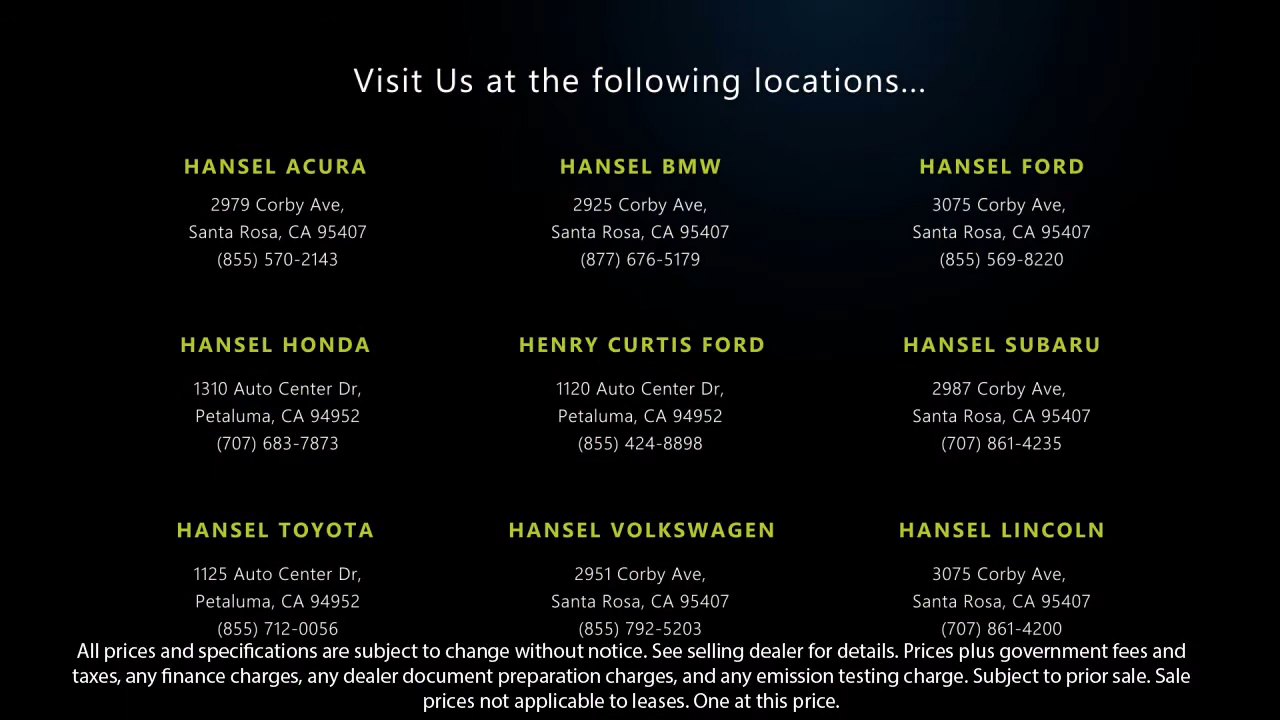 Visit Us at the following locations...
HANSEL ACURA
2979 Corby Ave,
Santa Rosa, CA 95407
(855) 570-2143
HANSEL BMW
2925 Corby Ave,
Santa Rosa, CA 95407
(877) 676-5179
HANSEL FORD
3075 Corby Ave,
Santa Rosa, CA 95407
(855) 569-8220
HANSEL HONDA
1310 Auto Center Dr,
Petaluma, CA 94952
(707) 683-7873
HENRY CURTIS FORD
1120 Auto Center Dr,
Petaluma, CA 94952
(855) 424-8898
HANSEL SUBARU
2987 Corby Ave,
Santa Rosa, CA 95407
(707) 861-4235
HANSEL TOYOTA
1125 Auto Center Dr,
Petaluma, CA 94952
(855) 712-0056
HANSEL VOLKSWAGEN
2951 Corby Ave,
Santa Rosa, CA 95407
(855) 792-5203
HANSEL LINCOLN
3075 Corby Ave,
Santa Rosa, CA 95407
(707) 861-4200
All prices and specifications are subject to change without notice. See selling dealer for details. Prices plus government fees and
taxes, any finance charges, any dealer document preparation charges, and any emission testing charge. Subject to prior sale. Sale
prices not applicable to leases. One at this price.